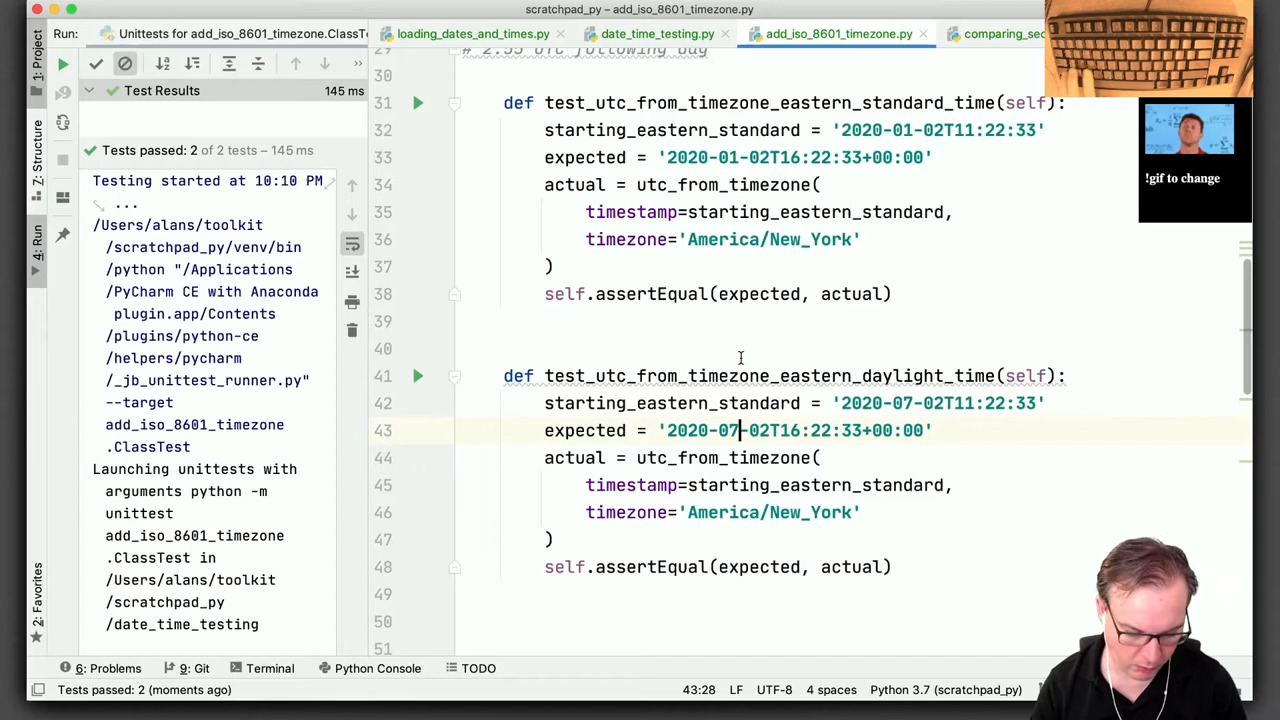 scratchpad_py – add_iso_8601_timezone.py
Run: Unittests for add_iso_8601_timezone.ClassT
loading_dates_and_times.py
date_time_testing.py
add_iso_8601_timezone.py
comparing_sec
1: Project
Z: Structure
4: Run
2: Favorites
Test Results 145 ms
Tests passed: 2 of 2 tests – 145 ms
Testing started at 10:10 PM
...
/Users/alans/toolkit
/scratchpad_py/venv/bin
/python "/Applications
/PyCharm CE with Anaconda
plugin.app/Contents
/plugins/python-ce
/helpers/pycharm
/_jb_unittest_runner.py"
--target
add_iso_8601_timezone
.ClassTest
Launching unittests with
arguments python -m
unittest
add_iso_8601_timezone
.ClassTest in
/Users/alans/toolkit
/scratchpad_py
/date_time_testing
29 # 2:55 utc following day
30
31 def test_utc_from_timezone_eastern_standard_time(self):
32 starting_eastern_standard = '2020-01-02T11:22:33'
33 expected = '2020-01-02T16:22:33+00:00'
34 actual = utc_from_timezone(
35 timestamp=starting_eastern_standard,
36 timezone='America/New_York'
37 )
38 self.assertEqual(expected, actual)
39
40
41 def test_utc_from_timezone_eastern_daylight_time(self):
42 starting_eastern_standard = '2020-07-02T11:22:33'
43 expected = '2020-07-02T16:22:33+00:00'
44 actual = utc_from_timezone(
45 timestamp=starting_eastern_standard,
46 timezone='America/New_York'
47 )
48 self.assertEqual(expected, actual)
49
50
51
!gif to change
6: Problems
9: Git
Terminal
Python Console
TODO
Tests passed: 2 (moments ago)
43:28 LF UTF-8 4 spaces Python 3.7 (scratchpad_py)